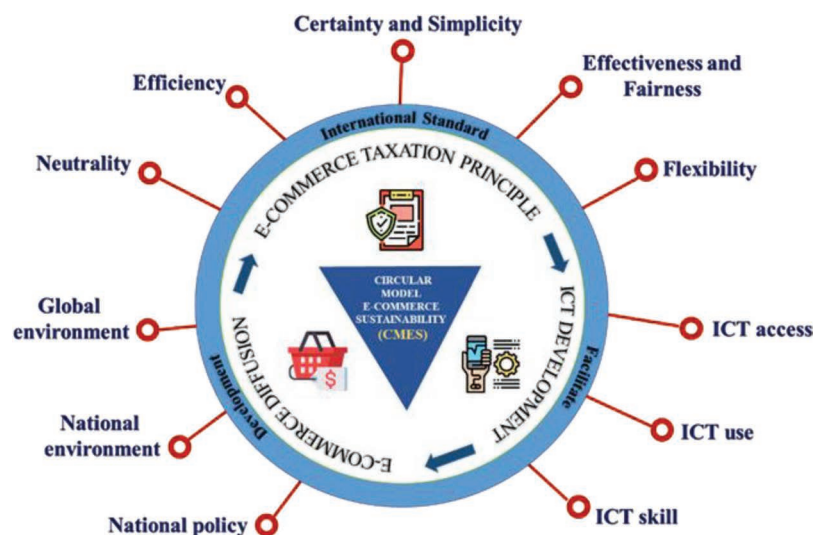 Certainty and Simplicity
Effectiveness and
Fairness
Efficiency
Neutrality
Flexibility
International Standard
E-COMMERCE TAXATION PRINCIPLE
CIRCULAR
MODEL
E-COMMERCE
SUSTAINABILITY
(CMES)
Global
environment
ICT access
Development
E-COMMERCE DIFFUSION
$
ICT DEVELOPMENT
Facilitate
National
environment
ICT use
National policy
ICT skill